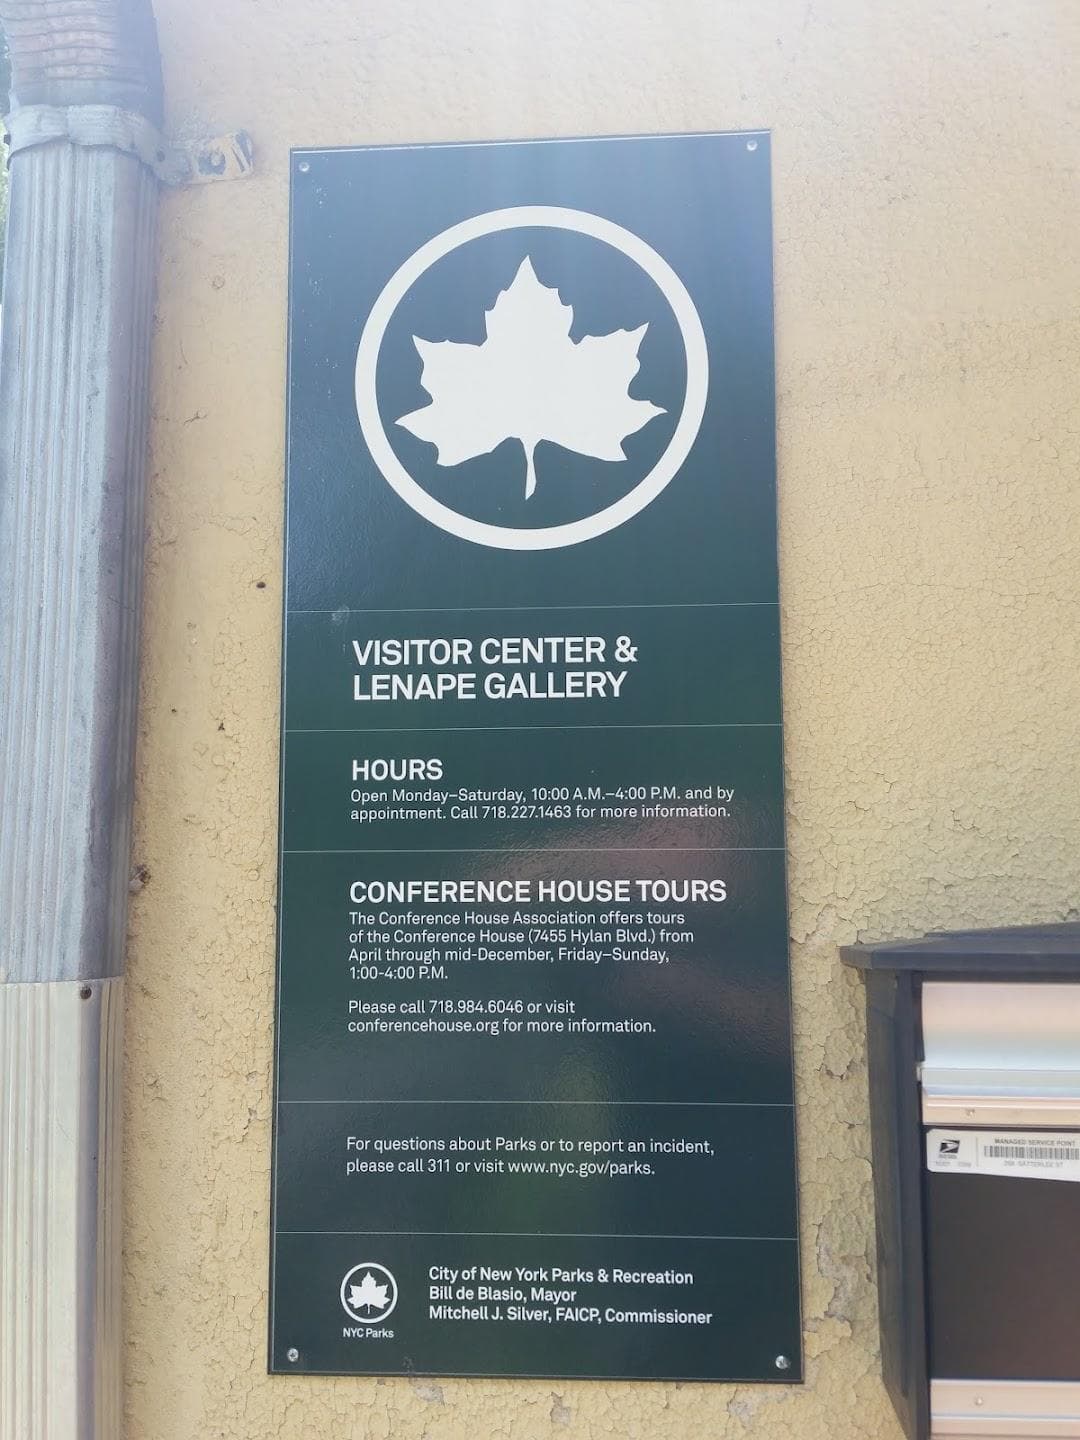 VISITOR CENTER &
LENAPE GALLERY
HOURS
Open Monday–Saturday, 10:00 A.M.–4:00 P.M. and by
appointment. Call 718.227.1463 for more information.
CONFERENCE HOUSE TOURS
The Conference House Association offers tours
of the Conference House (7455 Hylan Blvd.) from
April through mid-December, Friday–Sunday,
1:00-4:00 P.M.
Please call 718.984.6046 or visit
conferencehouse.org for more information.
For questions about Parks or to report an incident,
please call 311 or visit www.nyc.gov/parks.
NYC Parks
City of New York Parks & Recreation
Bill de Blasio, Mayor
Mitchell J. Silver, FAICP, Commissioner
MANAGED SERVICE POINT
SATTERLEE ST